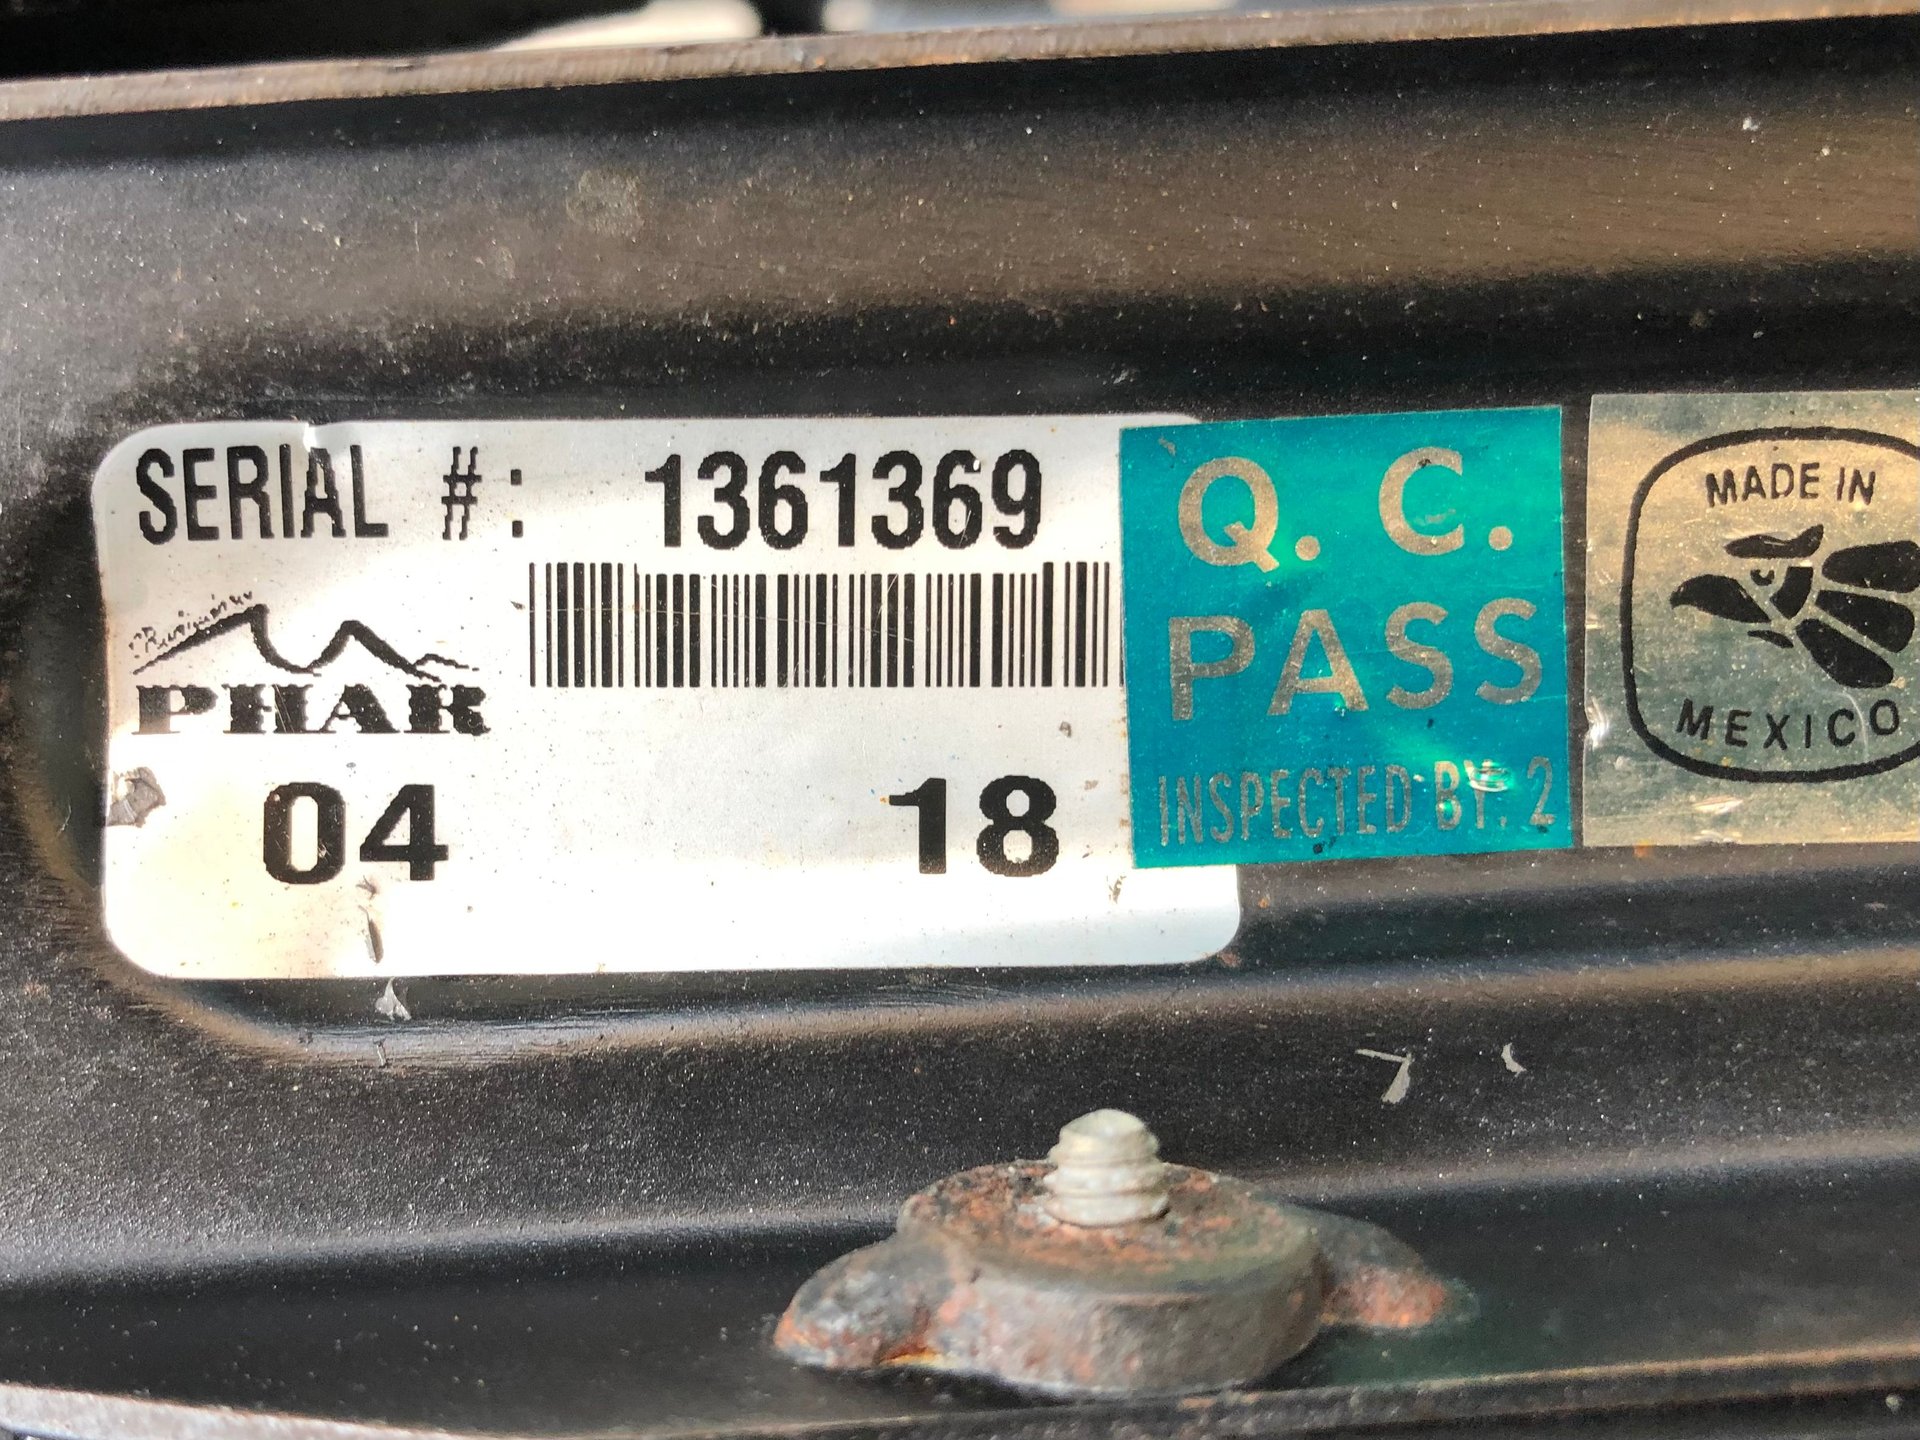 SERIAL #: 1361369
PHAR
04 18
Q. C.
PASS
INSPECTED BY: 2
MADE IN
MEXICO